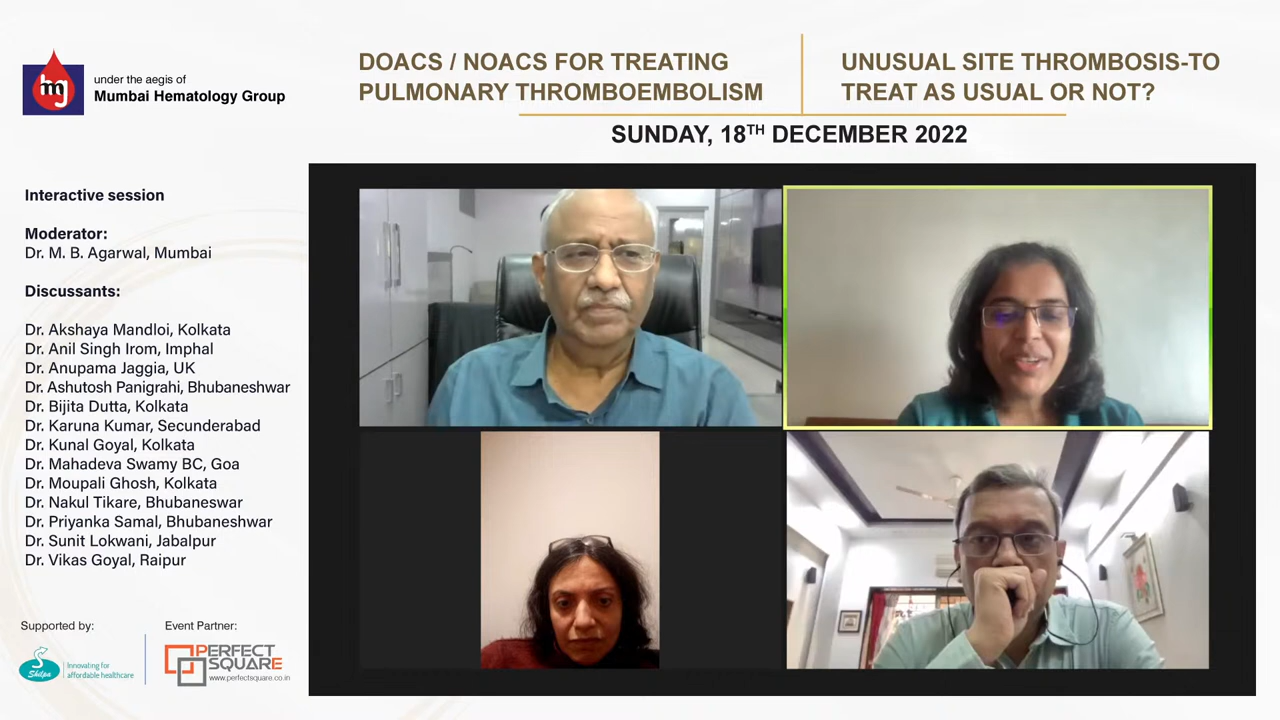 hg
under the aegis of
Mumbai Hematology Group
DOACS / NOACS FOR TREATING
PULMONARY THROMBOEMBOLISM
UNUSUAL SITE THROMBOSIS-TO
TREAT AS USUAL OR NOT?
SUNDAY, 18TH DECEMBER 2022
Interactive session
Moderator:
Dr. M. B. Agarwal, Mumbai
Discussants:
Dr. Akshaya Mandloi, Kolkata
Dr. Anil Singh Irom, Imphal
Dr. Anupama Jaggia, UK
Dr. Ashutosh Panigrahi, Bhubaneshwar
Dr. Bijita Dutta, Kolkata
Dr. Karuna Kumar, Secunderabad
Dr. Kunal Goyal, Kolkata
Dr. Mahadeva Swamy BC, Goa
Dr. Moupali Ghosh, Kolkata
Dr. Nakul Tikare, Bhubaneswar
Dr. Priyanka Samal, Bhubaneshwar
Dr. Sunit Lokwani, Jabalpur
Dr. Vikas Goyal, Raipur
Supported by:
Shilpa
Innovating for
affordable healthcare
Event Partner:
PERFECT
SQUARE
www.perfectsquare.co.in